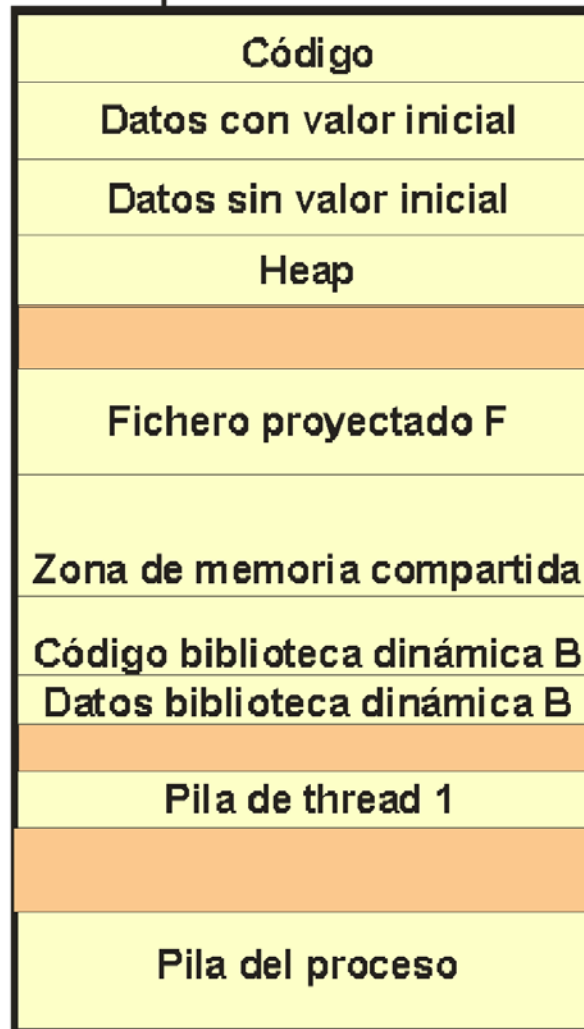 Código
Datos con valor inicial
Datos sin valor inicial
Heap
Fichero proyectado F
Zona de memoria compartida
Código biblioteca dinámica B
Datos biblioteca dinámica B
Pila de thread 1
Pila del proceso